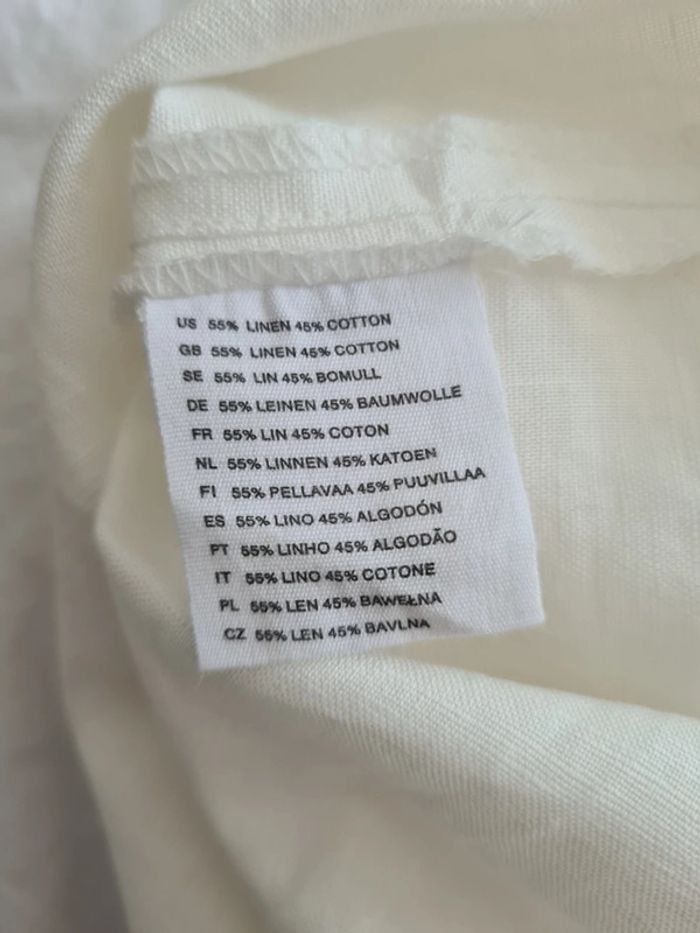 US 55% LINEN 45% COTTON
GB 55% LINEN 45% COTTON
SE 55% LIN 45% BOMULL
DE 55% LEINEN 45% BAUMWOLLE
FR 55% LIN 45% COTON
NL 55% LINNEN 45% KATOEN
FI 55% PELLAVAA 45% PUUVILLAA
ES 55% LINO 45% ALGODÓN
PT 55% LINHO 45% ALGODÃO
IT 55% LINO 45% COTONE
PL 55% LEN 45% BAWEŁNA
CZ 55% LEN 45% BAVLNA